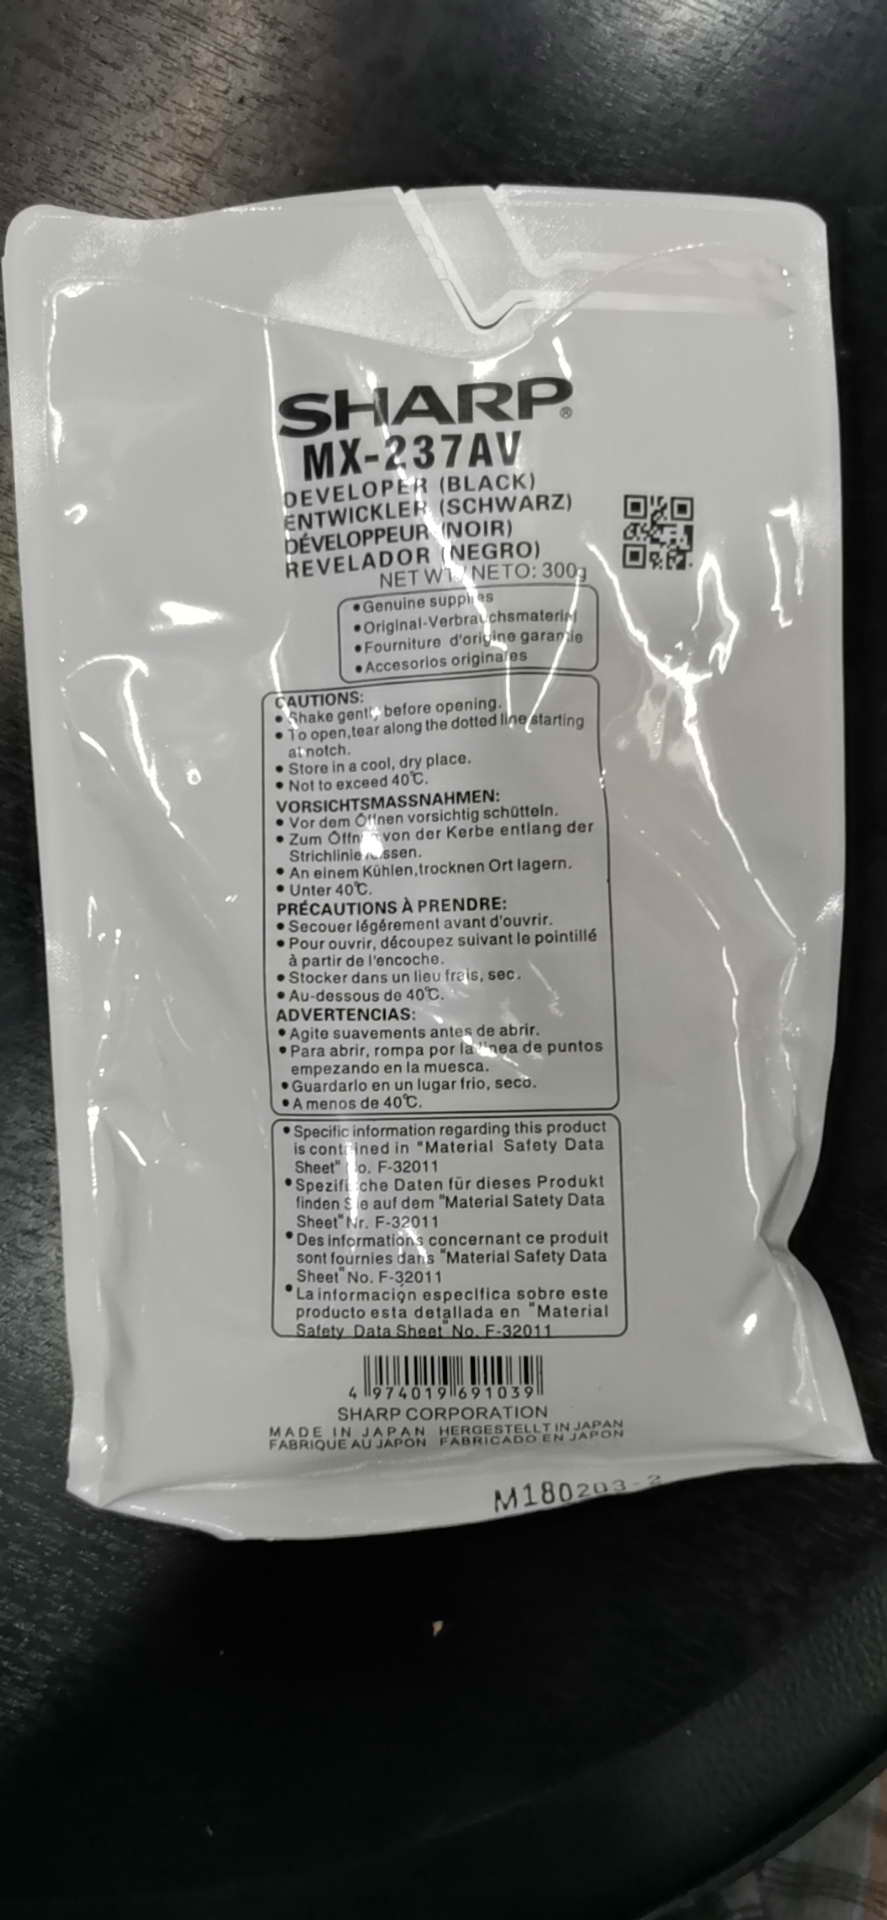 SHARP®
MX-237AV
DEVELOPER (BLACK)
ENTWICKLER (SCHWARZ)
DÉVELOPPEUR (NOIR)
REVELADOR (NEGRO)
NET WT./NETO: 300g
• Genuine supplies
• Original-Verbrauchsmaterial
• Fourniture d'origine garantie
• Accesorios originales
CAUTIONS:
• Shake gently before opening.
• To open,tear along the dotted line starting
at notch.
• Store in a cool, dry place.
• Not to exceed 40℃.
VORSICHTSMASSNAHMEN:
• Vor dem Öffnen vorsichtig schütteln.
• Zum Öffnen von der Kerbe entlang der
Strichlinie reissen.
• An einem Kühlen,trocknen Ort lagern.
• Unter 40℃.
PRÉCAUTIONS À PRENDRE:
• Secouer légérement avant d'ouvrir.
• Pour ouvrir, découpez suivant le pointillé
à partir de l'encoche.
• Stocker dans un lieu frais, sec.
• Au-dessous de 40℃.
ADVERTENCIAS:
• Agite suavements antes de abrir.
• Para abrir, rompa por la linea de puntos
empezando en la muesca.
• Guardarlo en un lugar frio, seco.
• A menos de 40℃.
• Specific information regarding this product
is contained in "Material Safety Data
Sheet" No. F-32011
• Spezifische Daten für dieses Produkt
finden Sie auf dem "Material Satety Data
Sheet" Nr. F-32011
• Des informations concernant ce produit
sont fournies dans "Material Safety Data
Sheet" No. F-32011
• La información especifica sobre este
producto esta detallada en "Material
Safety Data Sheet" No. F-32011
4 974019 691039
SHARP CORPORATION
MADE IN JAPAN HERGESTELLT IN JAPAN
FABRIQUE AU JAPON FABRICADO EN JAPON
M180203-2